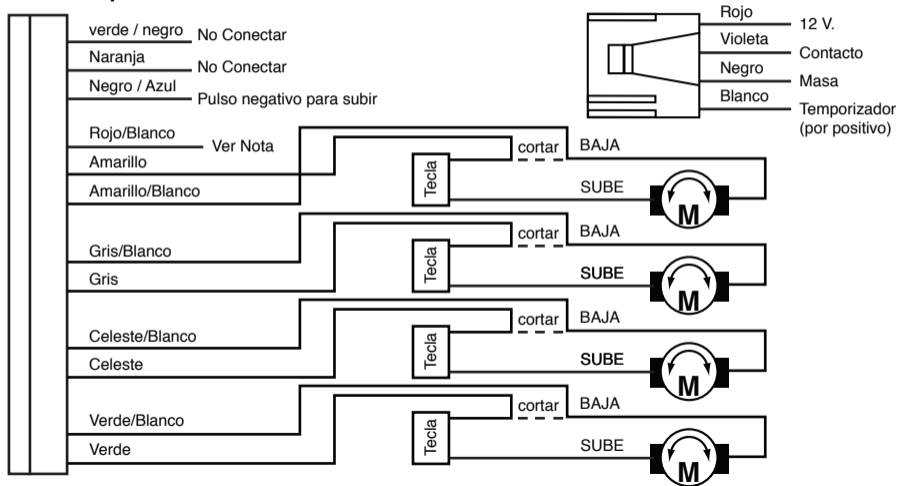 verde / negro
No Conectar
Naranja
No Conectar
Negro / Azul
Pulso negativo para subir
Rojo/Blanco
Ver Nota
Amarillo
Amarillo/Blanco
Gris/Blanco
Gris
Celeste/Blanco
Celeste
Verde/Blanco
Verde
Rojo
12 V.
Violeta
Contacto
Negro
Masa
Blanco
Temporizador
(por positivo)
Tecla
cortar
BAJA
SUBE
M
Tecla
cortar
BAJA
SUBE
M
Tecla
cortar
BAJA
SUBE
M
Tecla
cortar
BAJA
SUBE
M